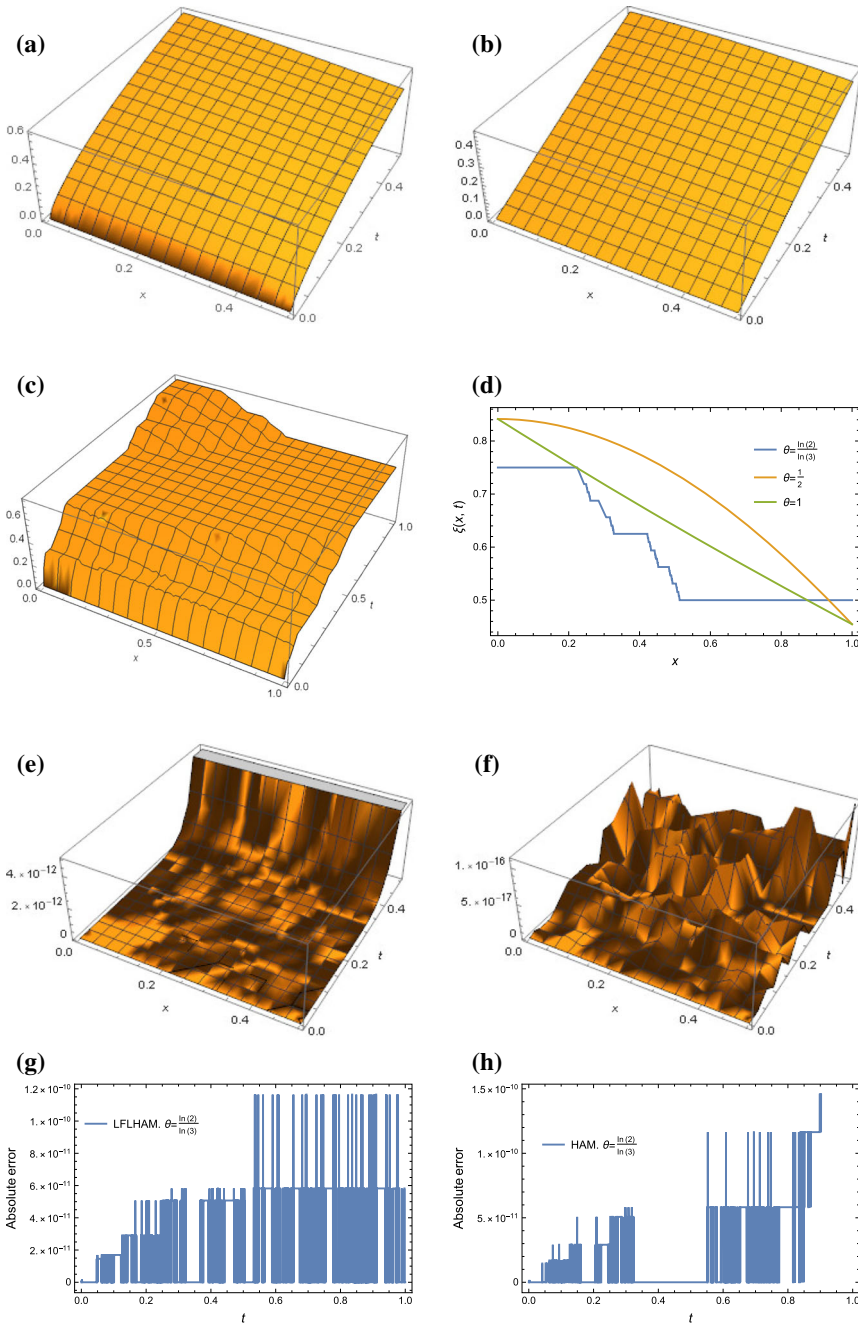 (a)
0.6
0.4
0.2
0.0
0.0
0.2
0.4
x
0.0
0.2
0.4
t
(b)
0.4
0.3
0.2
0.1
0.0
0.0
0.2
0.4
x
0.0
0.2
0.4
t
(c)
0.6
0.4
0.2
0.0
0.0
0.5
1.0
x
0.0
0.5
1.0
t
(d)
0.8
0.7
0.6
0.5
ξ(x, t)
θ=ln(2)/ln(3)
θ=1/2
θ=1
0.0 0.2 0.4 0.6 0.8 1.0
x
(e)
4.×10⁻¹²
2.×10⁻¹²
0
0.0
0.2
0.4
x
0.0
0.2
0.4
t
(f)
1.×10⁻¹⁶
5.×10⁻¹⁷
0
0.0
0.2
0.4
x
0.0
0.2
0.4
t
(g)
1.2×10⁻¹⁰
1.×10⁻¹⁰
8.×10⁻¹¹
6.×10⁻¹¹
4.×10⁻¹¹
2.×10⁻¹¹
0
Absolute error
LFLHAM. θ=ln(2)/ln(3)
0.0 0.2 0.4 0.6 0.8 1.0
t
(h)
1.5×10⁻¹⁰
1.×10⁻¹⁰
5.×10⁻¹¹
0
Absolute error
HAM. θ=ln(2)/ln(3)
0.0 0.2 0.4 0.6 0.8 1.0
t